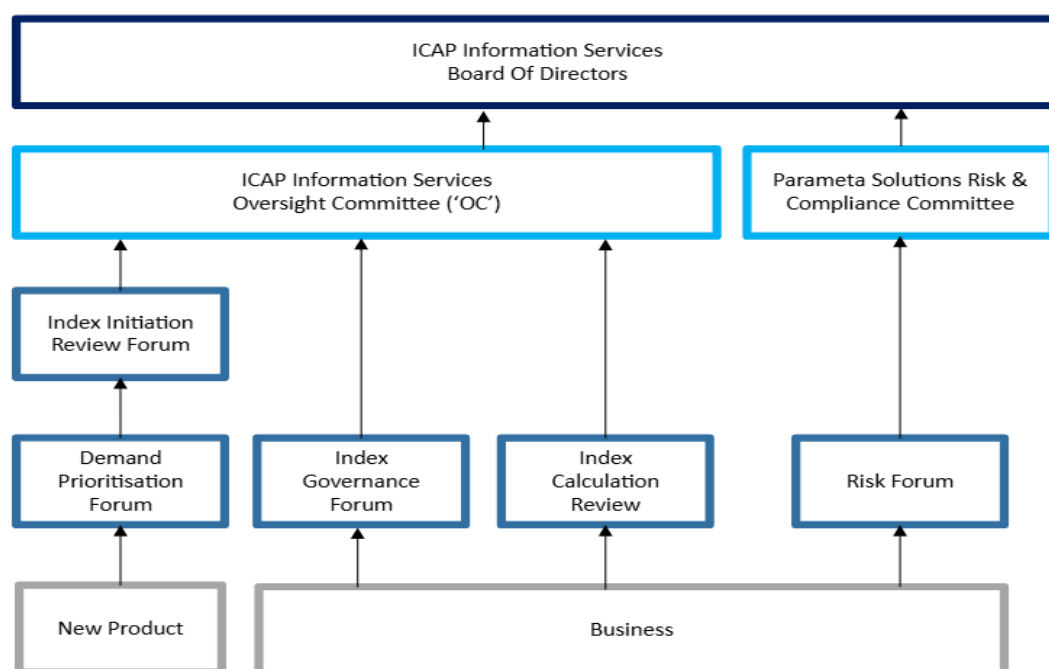 ICAP Information Services
Board Of Directors
ICAP Information Services
Oversight Committee (‘OC’)
Parameta Solutions Risk &
Compliance Committee
Index Initiation
Review Forum
Demand
Prioritisation
Forum
Index
Governance
Forum
Index
Calculation
Review
Risk Forum
New Product
Business